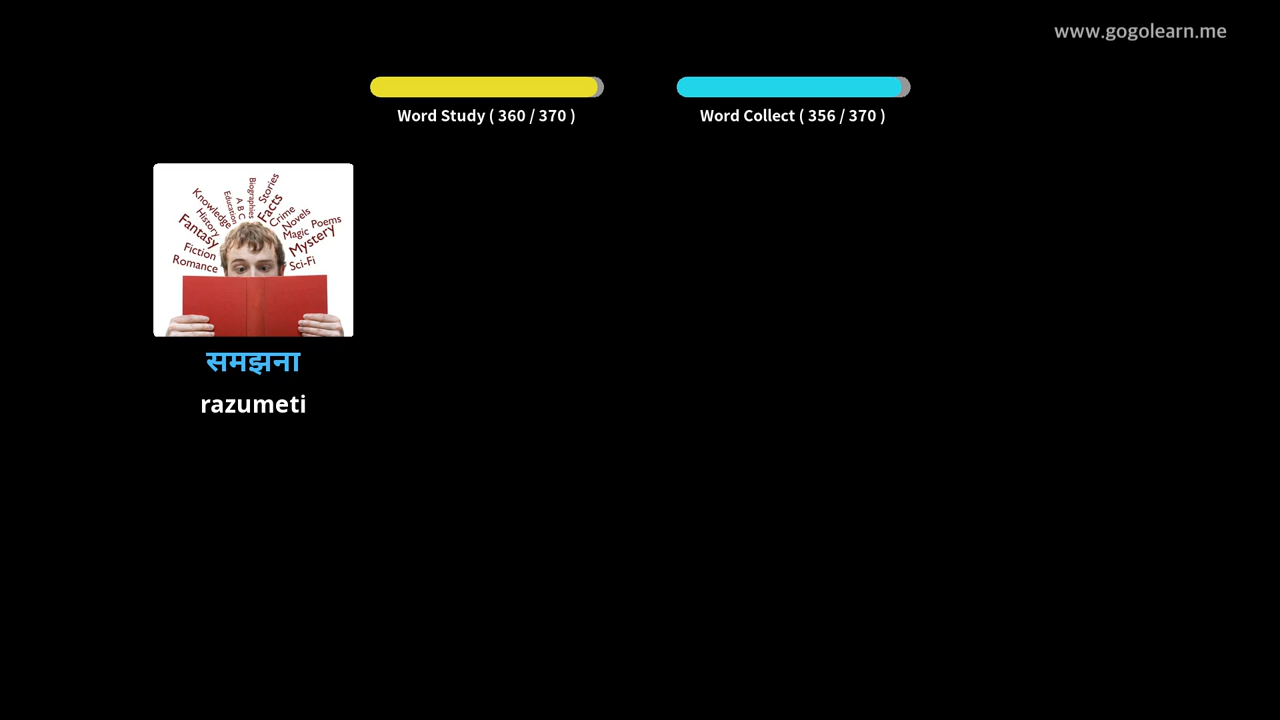 www.gogolearn.me
Word Study ( 360 / 370 )
Word Collect ( 356 / 370 )
Stories
Biographies
Facts
A B C
Education
Knowledge
Crime
History
Novels
Poems
Fantasy
Magic
Mystery
Fiction
Sci-Fi
Romance
समझना
razumeti